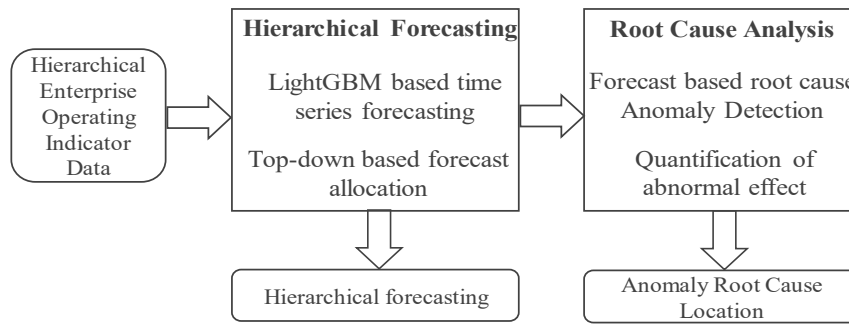 Hierarchical
Enterprise
Operating
Indicator
Data
Hierarchical Forecasting
LightGBM based time
series forecasting
Top-down based forecast
allocation
Root Cause Analysis
Forecast based root cause
Anomaly Detection
Quantification of
abnormal effect
Hierarchical forecasting
Anomaly Root Cause
Location